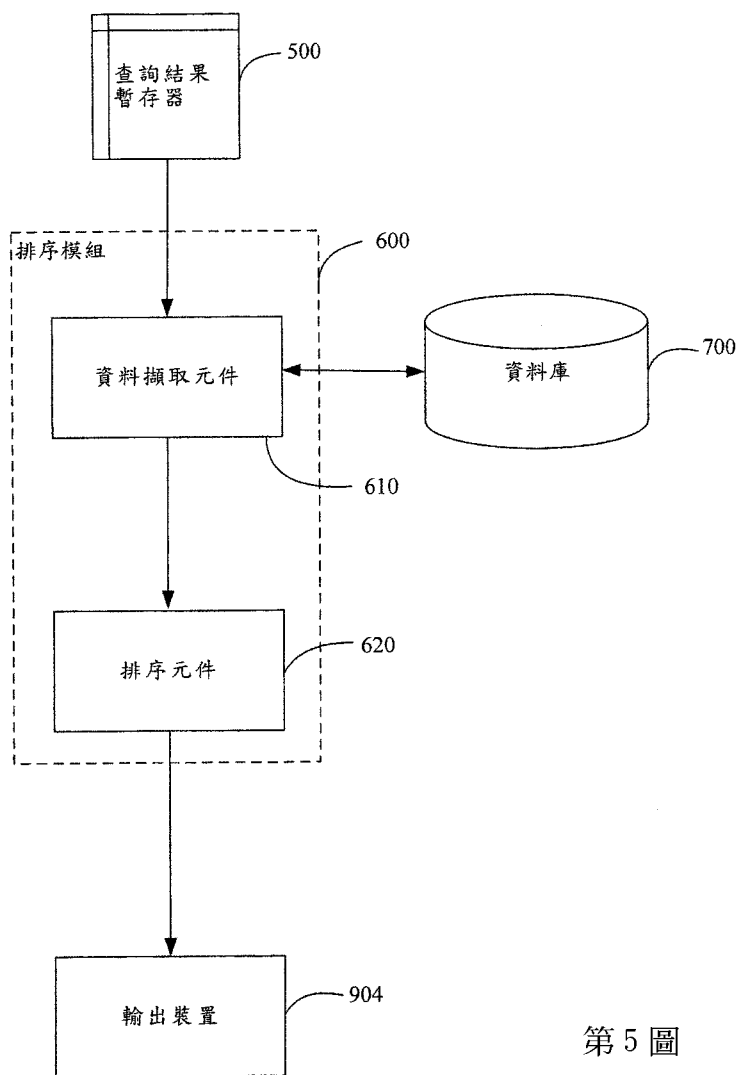 查詢結果
暫存器
500
排序模組
600
資料擷取元件
資料庫
700
610
排序元件
620
輸出裝置
904
第5圖